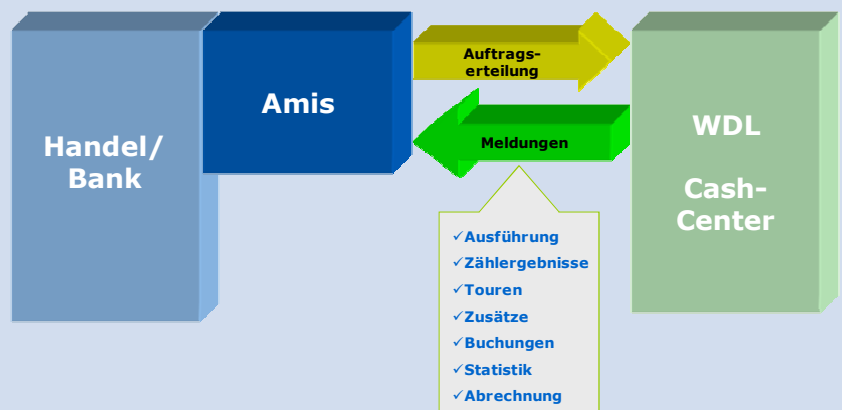 Handel/
Bank
Amis
Auftrags-
erteilung
Meldungen
✓Ausführung
✓Zählergebnisse
✓Touren
✓Zusätze
✓Buchungen
✓Statistik
✓Abrechnung
WDL
Cash-
Center